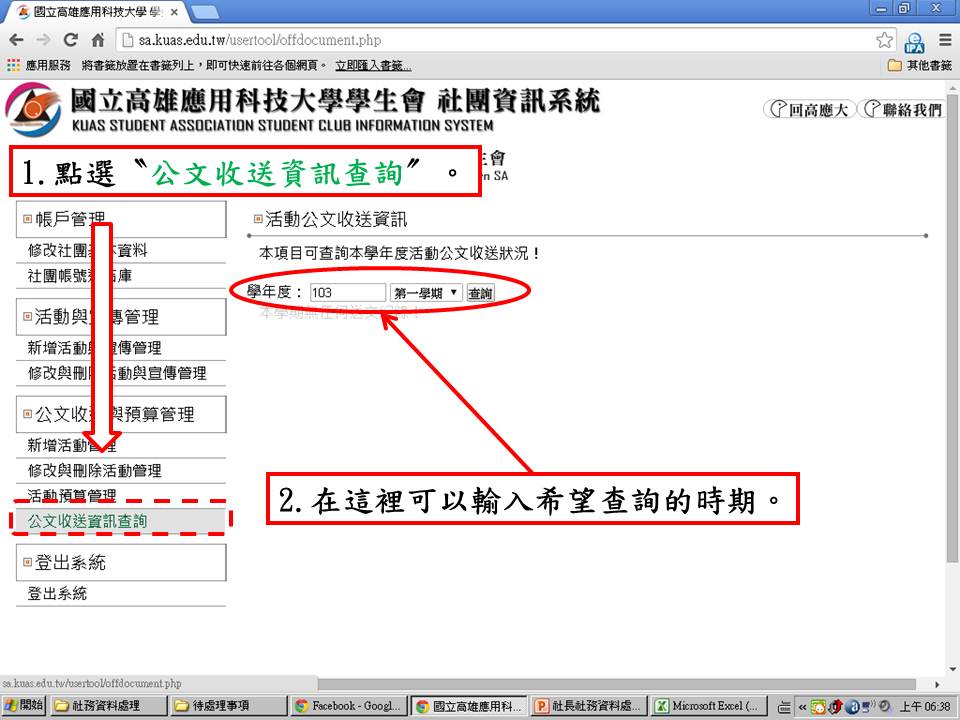 國立高雄應用科技大學 學
sa.kuas.edu.tw/usertool/offdocument.php
應用服務 將書籤放置在書籤列上，即可快速前往各個網頁。 立即匯入書籤... 其他書籤
國立高雄應用科技大學學生會 社團資訊系統
KUAS STUDENT ASSOCIATION STUDENT CLUB INFORMATION SYSTEM
回高應大 聯絡我們
1.點選〝公文收送資訊查詢〞。
生會
n SA
帳戶管理
修改社團基本資料
社團帳號
庫
活動與宣傳管理
新增活動與宣傳管理
修改與刪除活動與宣傳管理
公文收送與預算管理
新增活動管理
修改與刪除活動管理
活動預算管理
公文收送資訊查詢
登出系統
登出系統
活動公文收送資訊
本項目可查詢本學年度活動公文收送狀況！
學年度： 103 第一學期 查詢
本學期無任何送文記錄！
2.在這裡可以輸入希望查詢的時期。
sa.kuas.edu.tw/usertool/offdocument.php
開始 社務資料處理 待處理事項 Facebook - Googl... 國立高雄應用科... 社長社務資料處... Microsoft Excel (... 上午 06:38